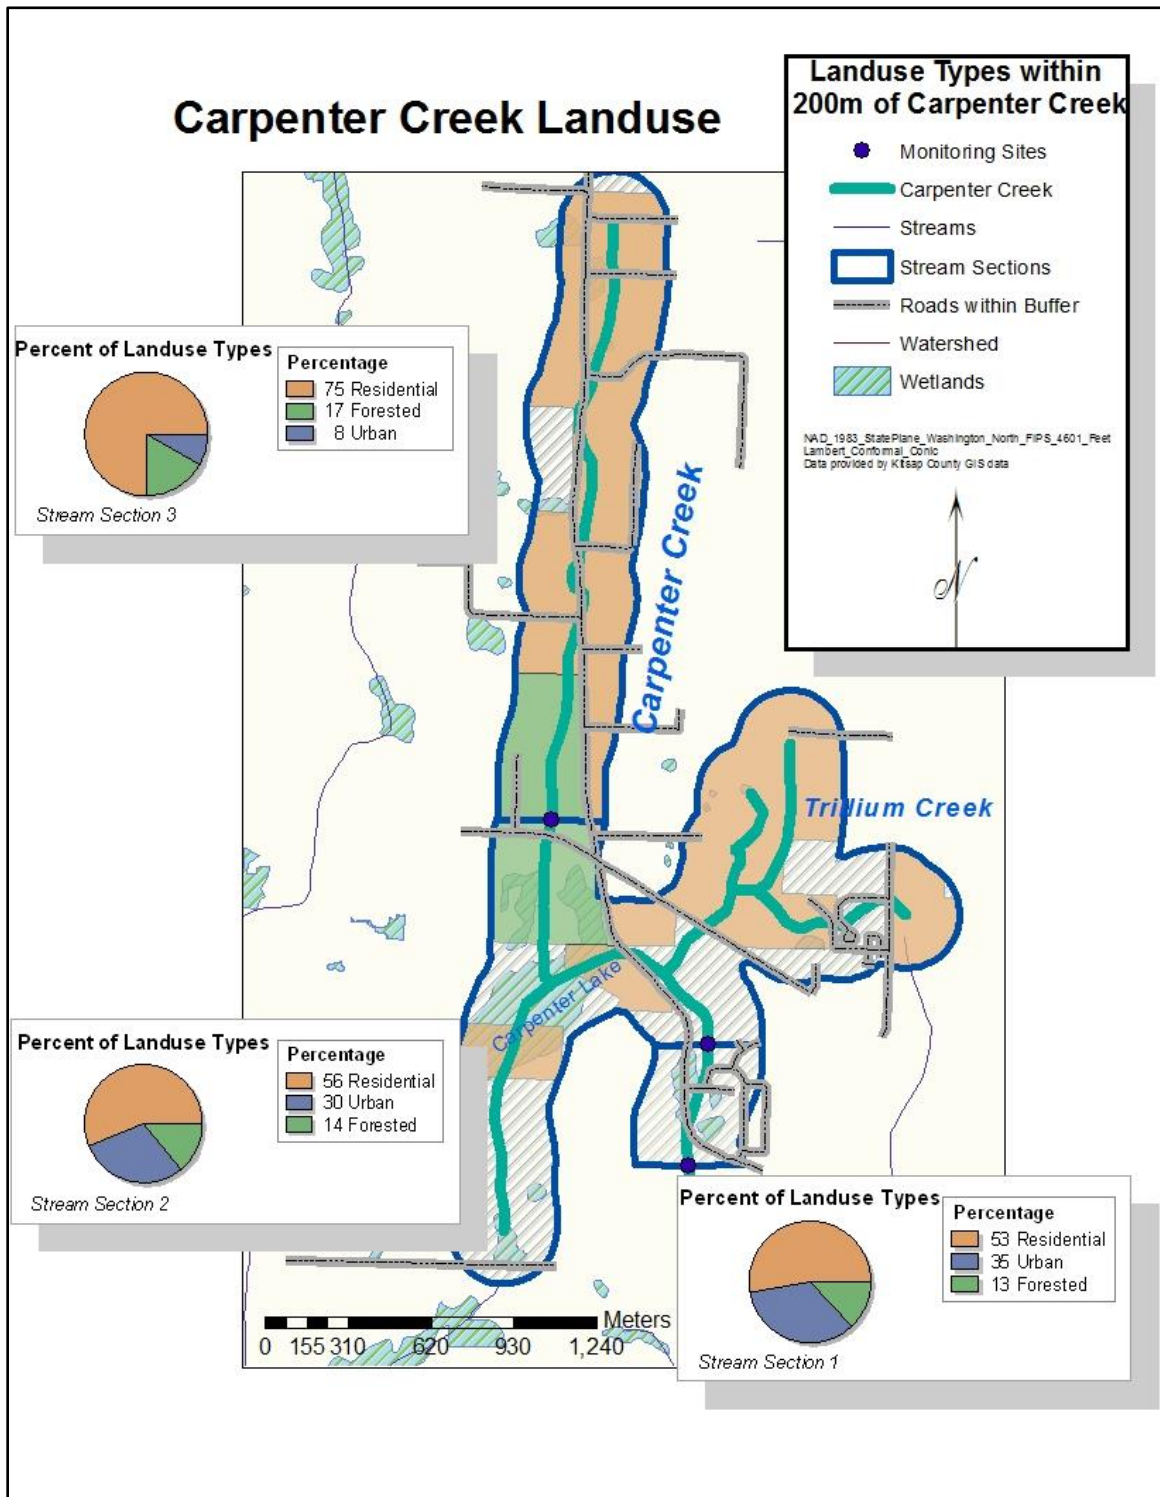 Carpenter Creek Landuse
Landuse Types within
200m of Carpenter Creek
Monitoring Sites
Carpenter Creek
Streams
Stream Sections
Roads within Buffer
Watershed
Wetlands
NAD_1983_StatePlane_Washington_North_FIPS_4601_Feet
Lambert_Conformal_Conic
Data provided by Kitsap County GIS data
N
Percent of Landuse Types
Percentage
75 Residential
17 Forested
8 Urban
Stream Section 3
Carpenter Creek
Trillium Creek
Carpenter Lake
Percent of Landuse Types
Percentage
56 Residential
30 Urban
14 Forested
Stream Section 2
Percent of Landuse Types
Percentage
53 Residential
35 Urban
13 Forested
Stream Section 1
Meters
0 155 310 620 930 1,240